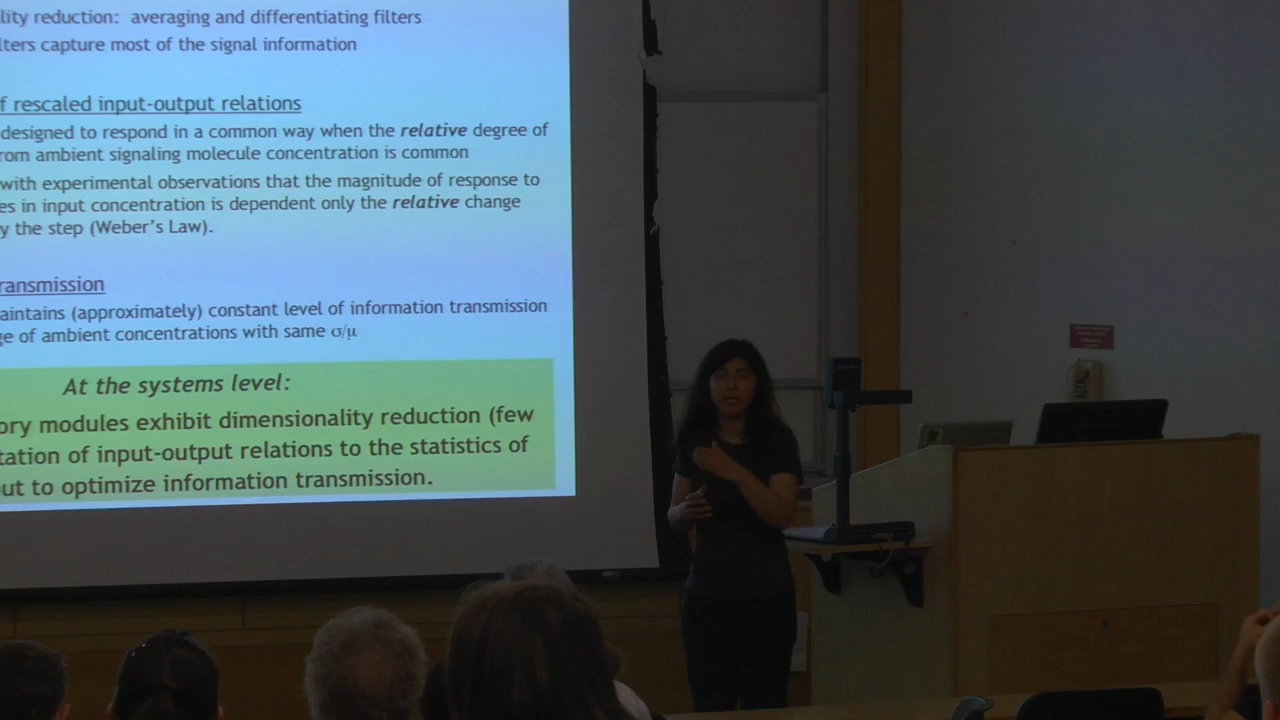 lity reduction: averaging and differentiating filters
lters capture most of the signal information
f rescaled input-output relations
designed to respond in a common way when the relative degree of
rom ambient signaling molecule concentration is common
with experimental observations that the magnitude of response to
es in input concentration is dependent only the relative change
y the step (Weber's Law).
ransmission
aintains (approximately) constant level of information transmission
ge of ambient concentrations with same σ/μ
At the systems level:
ory modules exhibit dimensionality reduction (few
tation of input-output relations to the statistics of
ut to optimize information transmission.